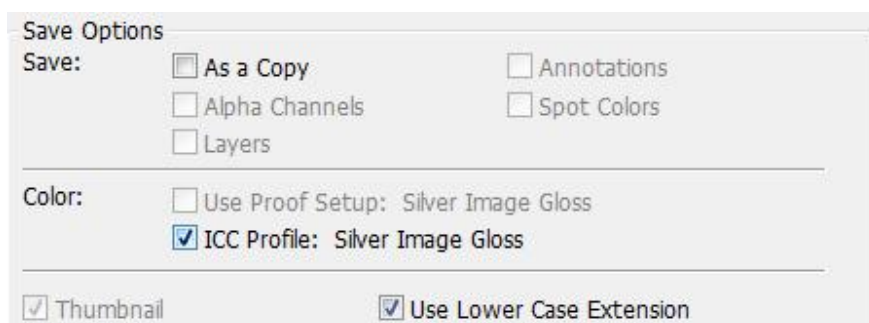 Save Options
Save: As a Copy Annotations
Alpha Channels Spot Colors
Layers
Color: Use Proof Setup: Silver Image Gloss
ICC Profile: Silver Image Gloss
Thumbnail Use Lower Case Extension